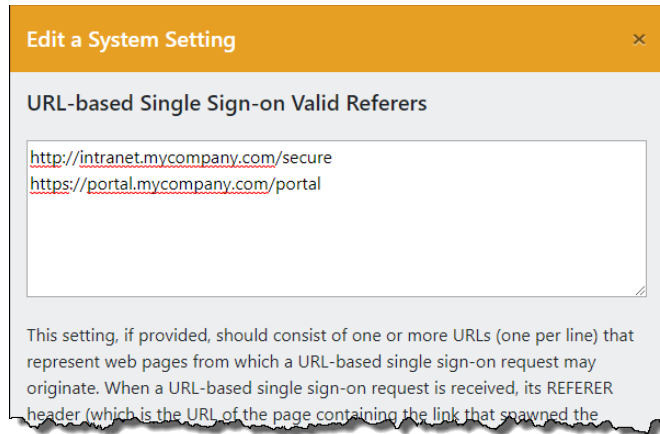 Edit a System Setting ×
URL-based Single Sign-on Valid Referers
http://intranet.mycompany.com/secure
https://portal.mycompany.com/portal
This setting, if provided, should consist of one or more URLs (one per line) that
represent web pages from which a URL-based single sign-on request may
originate. When a URL-based single sign-on request is received, its REFERER
header (which is the URL of the page containing the link that spawned the